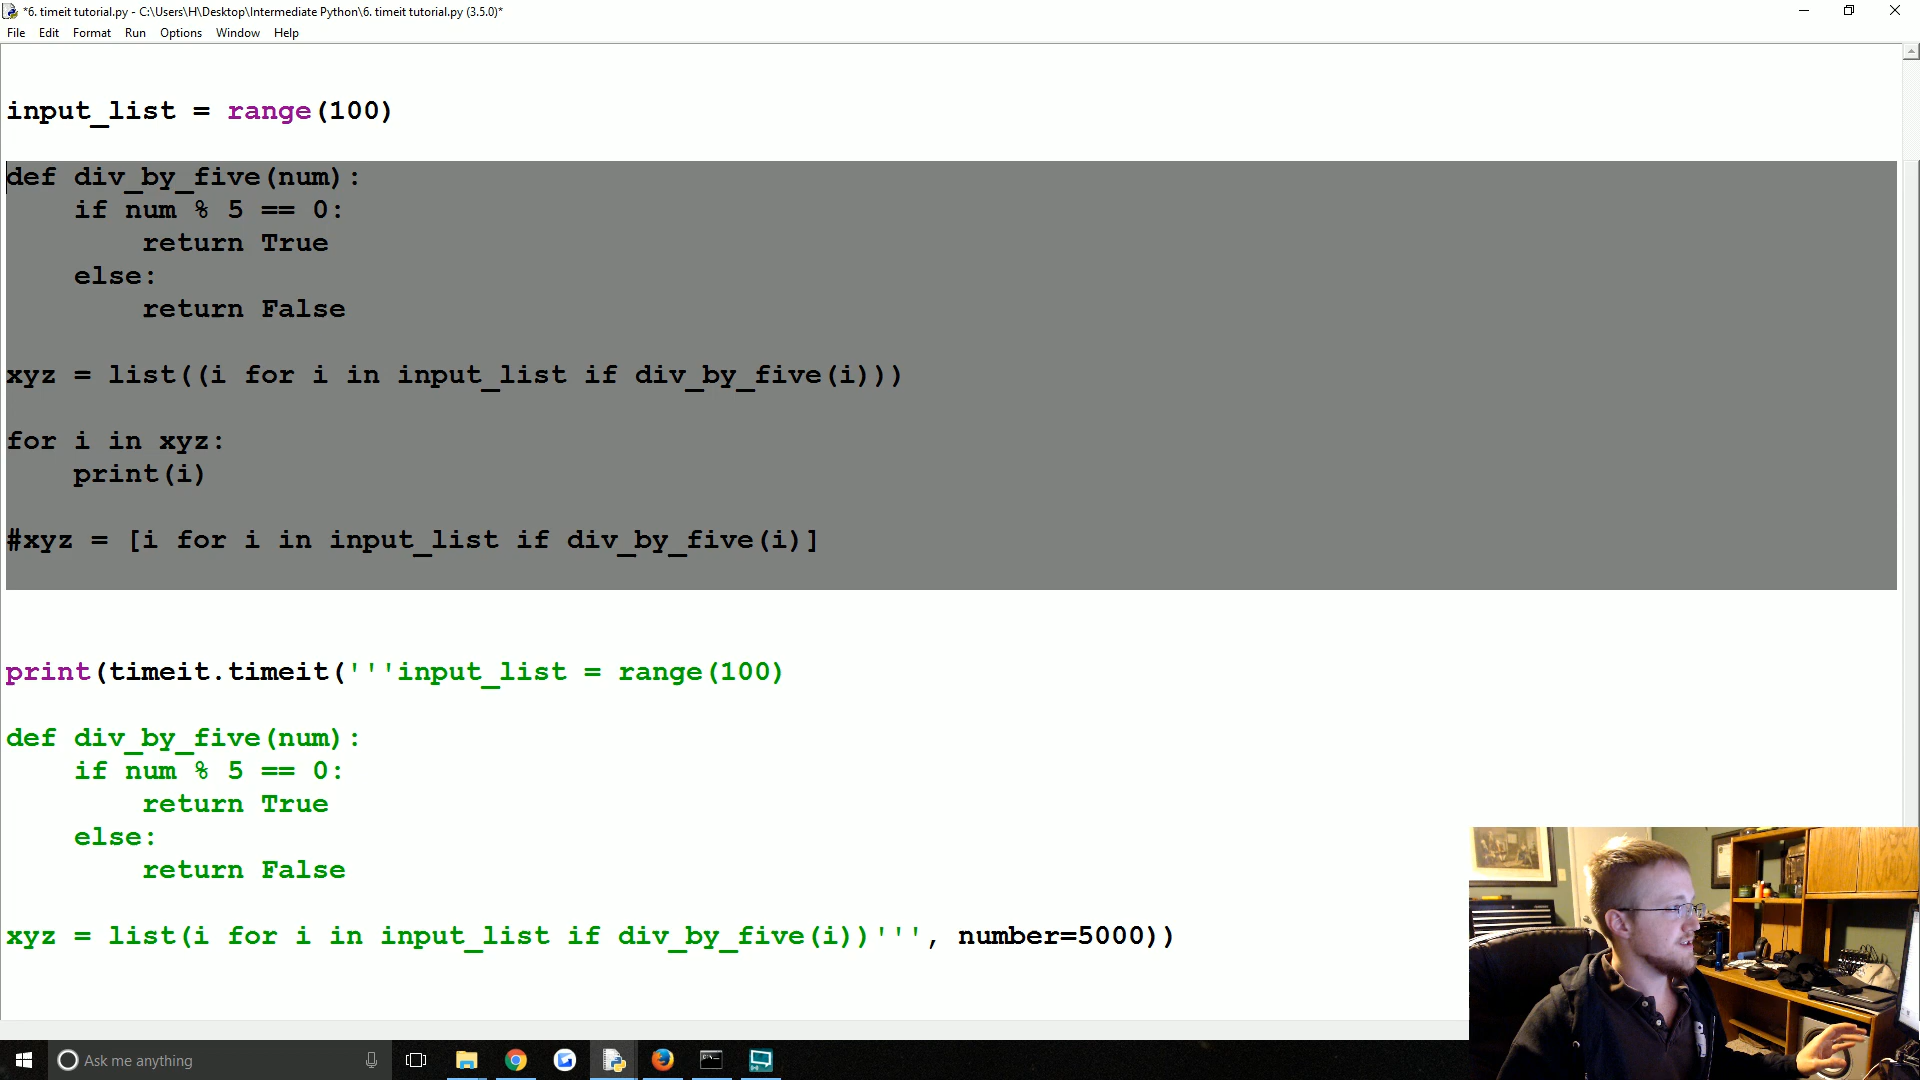 *6. timeit tutorial.py - C:\Users\H\Desktop\Intermediate Python\6. timeit tutorial.py (3.5.0)*
File Edit Format Run Options Window Help
input_list = range(100)
def div_by_five(num):
    if num % 5 == 0:
        return True
    else:
        return False
xyz = list((i for i in input_list if div_by_five(i)))
for i in xyz:
    print(i)
#xyz = [i for i in input_list if div_by_five(i)]
print(timeit.timeit('''input_list = range(100)
def div_by_five(num):
    if num % 5 == 0:
        return True
    else:
        return False
xyz = list(i for i in input_list if div_by_five(i))''', number=5000))
Ask me anything